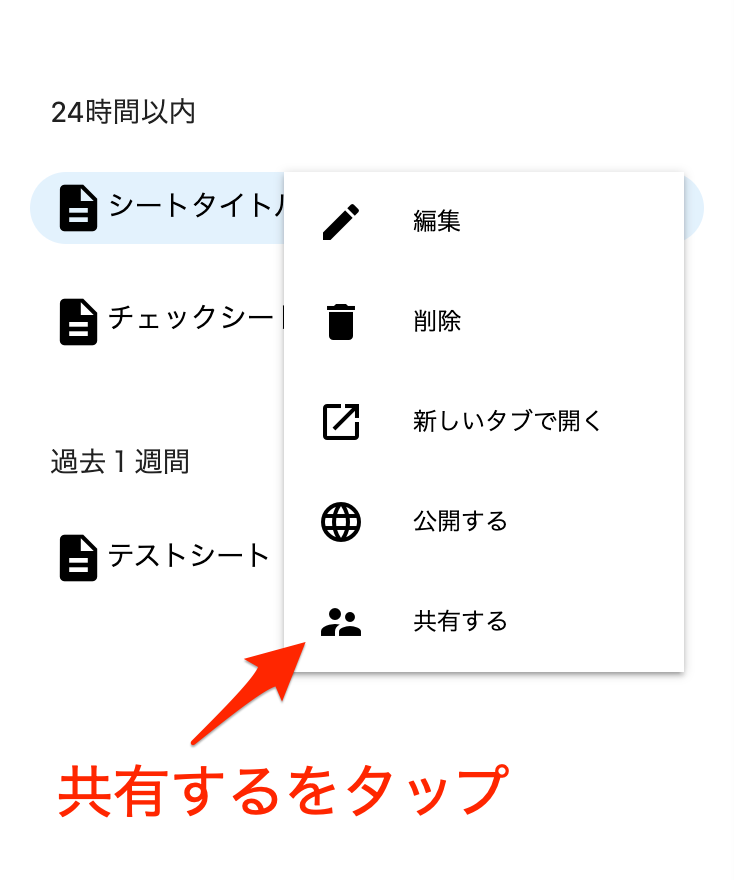 24時間以内
シートタイトル
編集
削除
チェックシート
新しいタブで開く
過去１週間
公開する
テストシート
共有する
共有するをタップ